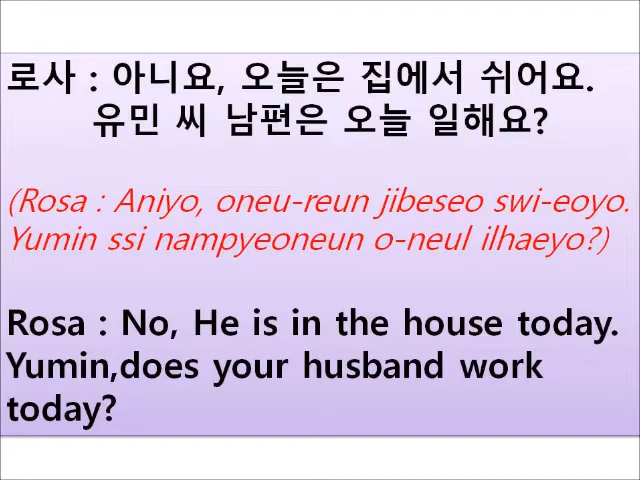 로사 : 아니요, 오늘은 집에서 쉬어요.
유민 씨 남편은 오늘 일해요?
(Rosa : Aniyo, oneu-reun jibeseo swi-eoyo.
Yumin ssi nampyeoneun o-neul ilhaeyo?)
Rosa : No, He is in the house today.
Yumin,does your husband work
today?